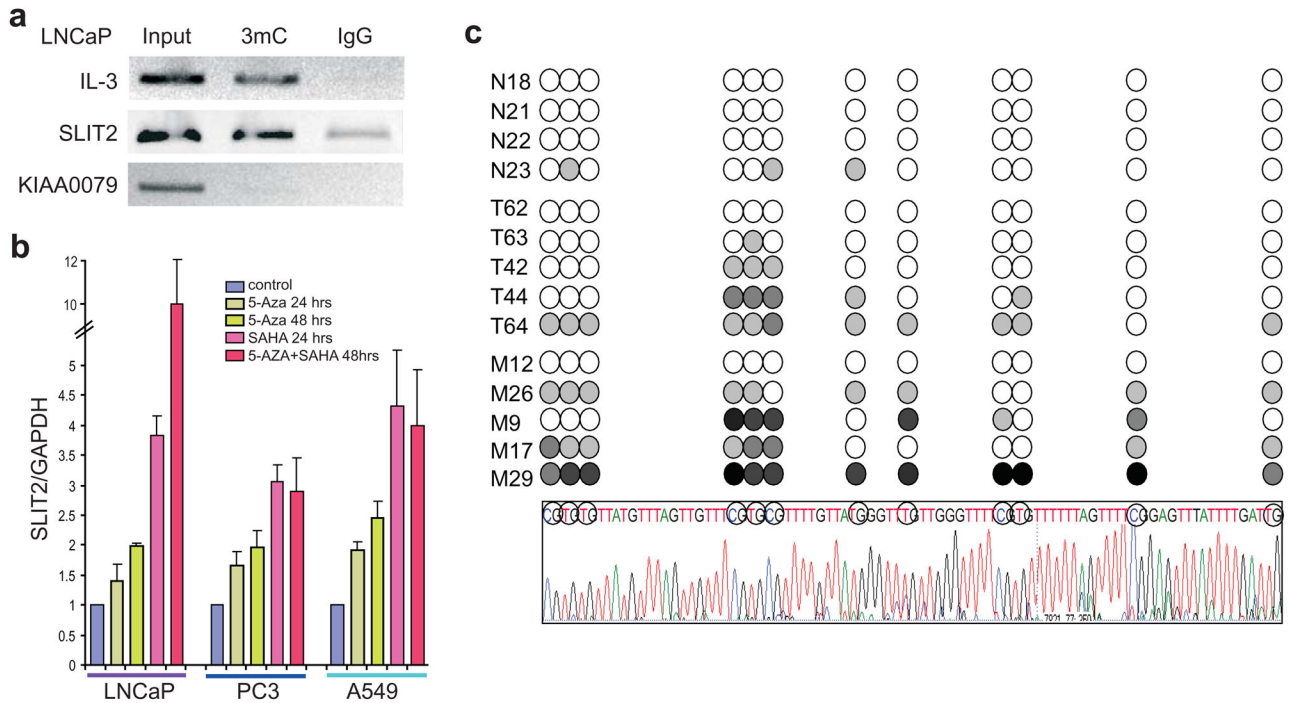 a
LNCaP Input 3mC IgG
IL-3
SLIT2
KIAA0079
b
SLIT2/GAPDH
12
10
5
4.5
4
3.5
3
2.5
2
1.5
1
0.5
0
control
5-Aza 24 hrs
5-Aza 48 hrs
SAHA 24 hrs
5-AZA+SAHA 48hrs
LNCaP PC3 A549
c
N18
N21
N22
N23
T62
T63
T42
T44
T64
M12
M26
M9
M17
M29
CGTGTGTTATGTTTAGTTGTTTCGTGCGTTTTGTTATGGGTTTGTTGGGTTTTCGTGTTTTTTAGTTTTCGGAGTTTATTTTGATTG